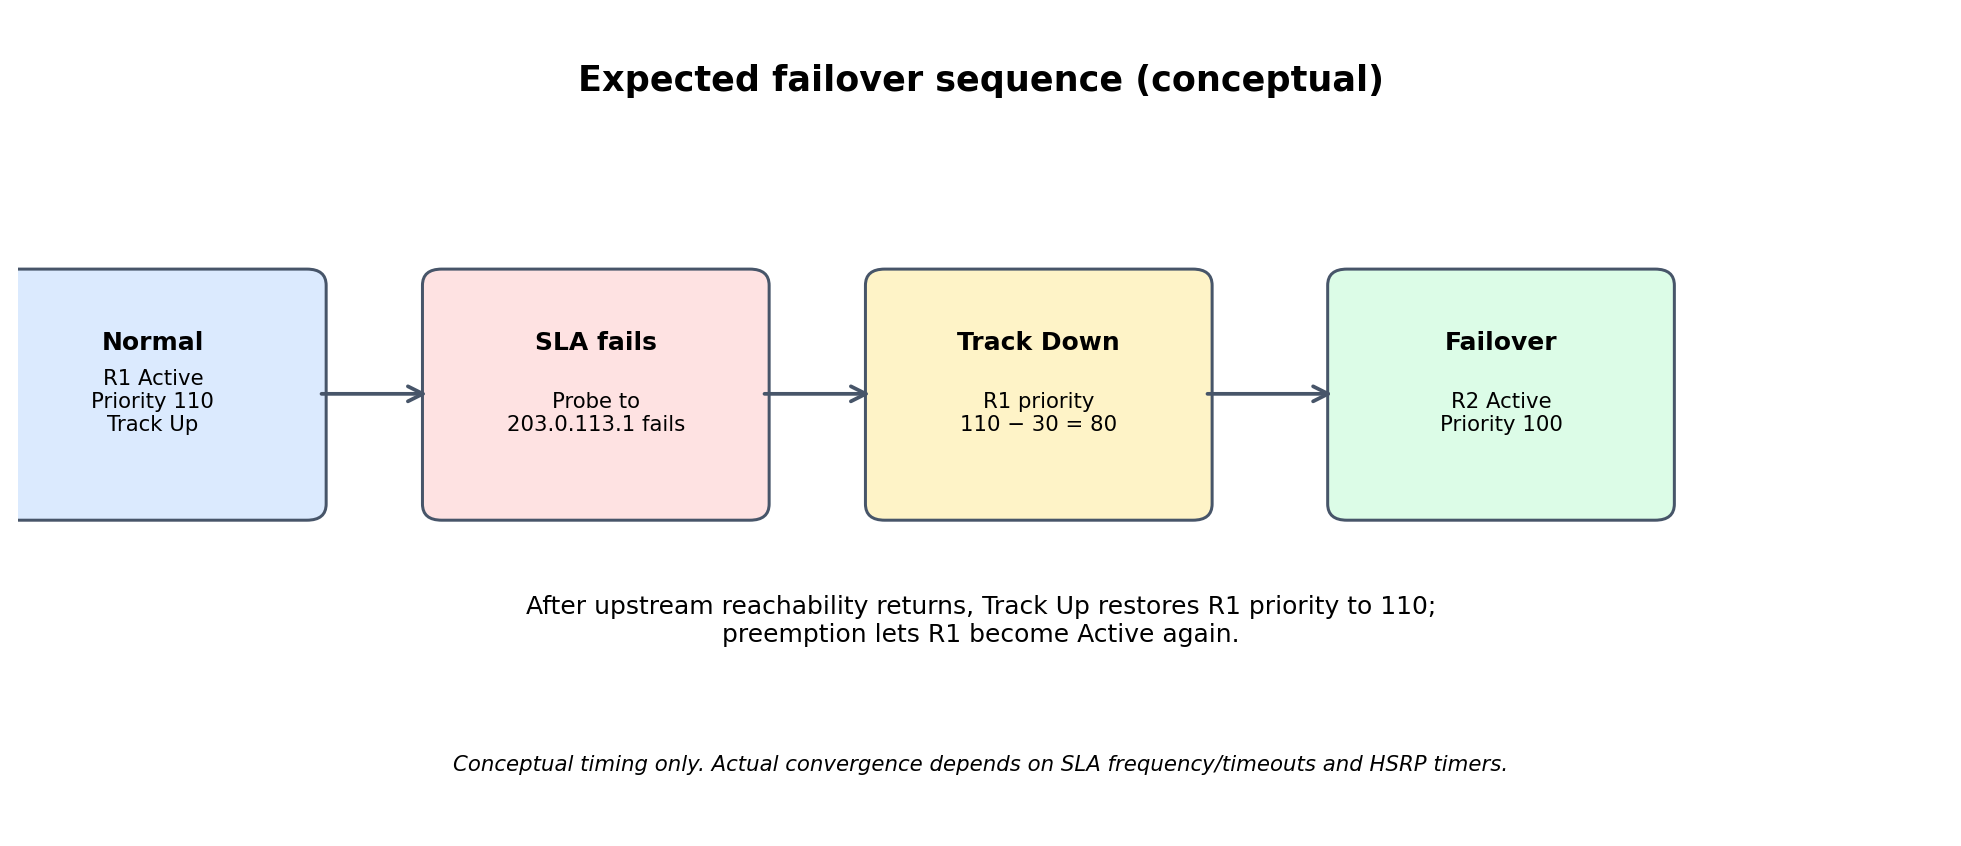 Expected failover sequence (conceptual)
Normal
R1 Active
Priority 110
Track Up
SLA fails
Probe to
203.0.113.1 fails
Track Down
R1 priority
110 − 30 = 80
Failover
R2 Active
Priority 100
After upstream reachability returns, Track Up restores R1 priority to 110;
preemption lets R1 become Active again.
Conceptual timing only. Actual convergence depends on SLA frequency/timeouts and HSRP timers.